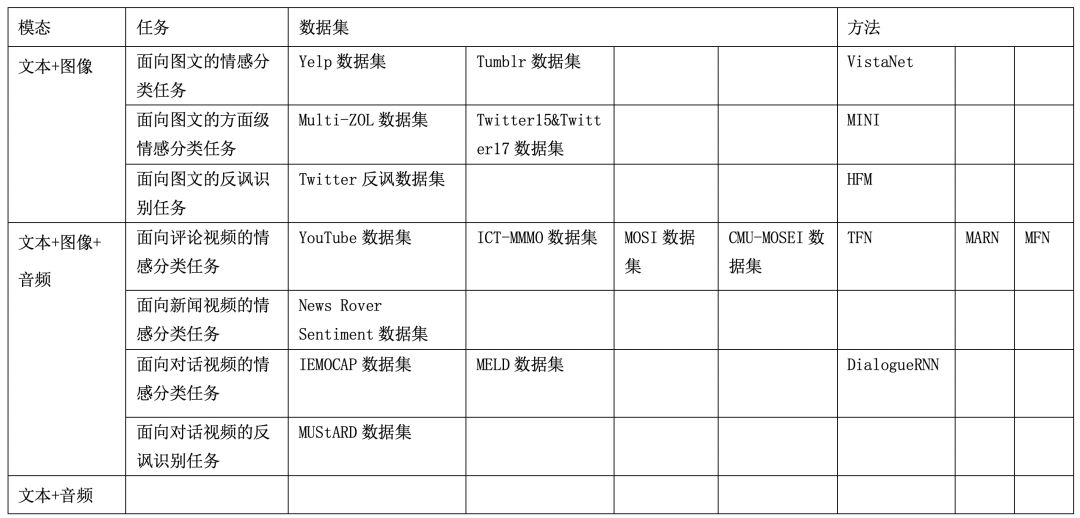 模态 任务 数据集 方法
文本+图像 面向图文的情感分 Yelp 数据集 Tumblr 数据集 VistaNet
类任务
面向图文的方面级 Multi-ZOL 数据集 Twitter15&Twitt MINI
情感分类任务 er17 数据集
面向图文的反讽识 Twitter 反讽数据集 HFM
别任务
文本+图像+ 面向评论视频的情 YouTube 数据集 ICT-MMMO 数据集 MOSI 数据 CMU-MOSEI 数 TFN MARN MFN
音频 感分类任务 集 据集
面向新闻视频的情 News Rover
感分类任务 Sentiment 数据集
面向对话视频的情 IEMOCAP 数据集 MELD 数据集 DialogueRNN
感分类任务
面向对话视频的反 MUStARD 数据集
讽识别任务
文本+音频